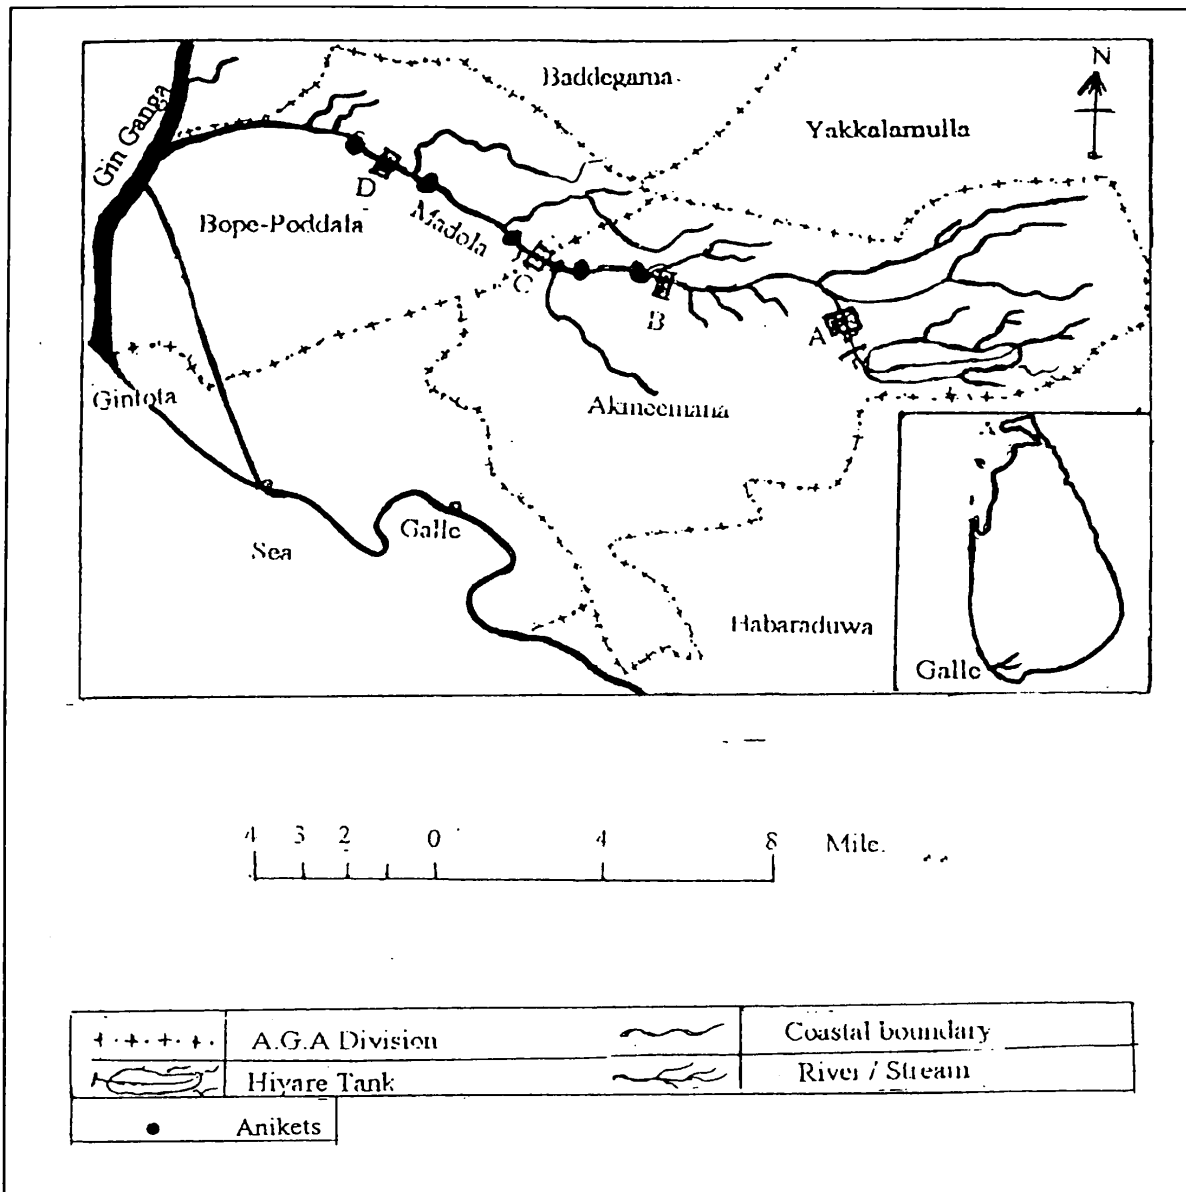 N
Baddegama
Yakkalamulla
Gin Ganga
D
Bope-Poddala
Madola
C
B
A
Gintota
Akmeemana
Galle
Sea
Habaraduwa
Galle
4 3 2 0 4 8 Mile.
A.G.A Division
Coastal boundary
Hiyare Tank
River / Stream
Anikets